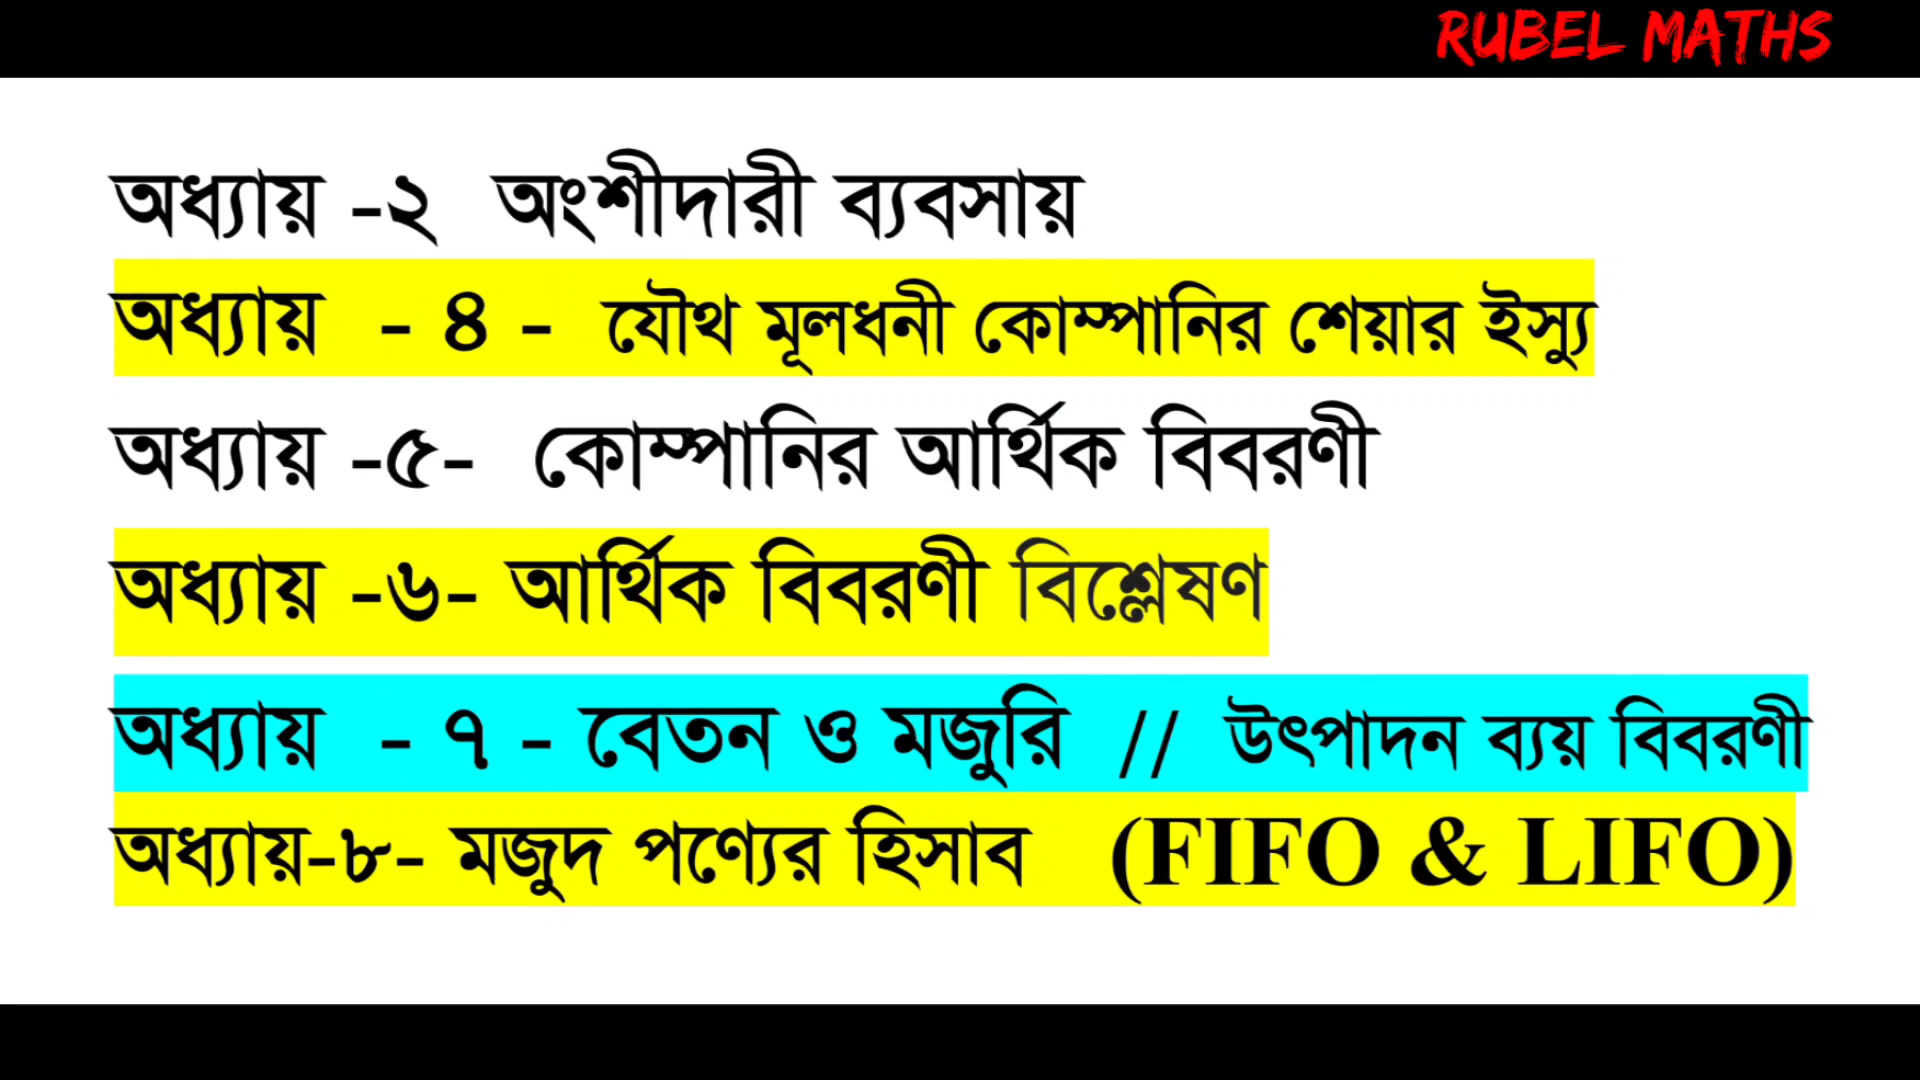 RUBEL MATHS
অধ্যায় -২ অংশীদারী ব্যবসায়
অধ্যায় - ৪ - যৌথ মূলধনী কোম্পানির শেয়ার ইস্যু
অধ্যায় -৫- কোম্পানির আর্থিক বিবরণী
অধ্যায় -৬- আর্থিক বিবরণী বিশ্লেষণ
অধ্যায় - ৭ - বেতন ও মজুরি // উৎপাদন ব্যয় বিবরণী
অধ্যায়-৮- মজুদ পণ্যের হিসাব (FIFO & LIFO)